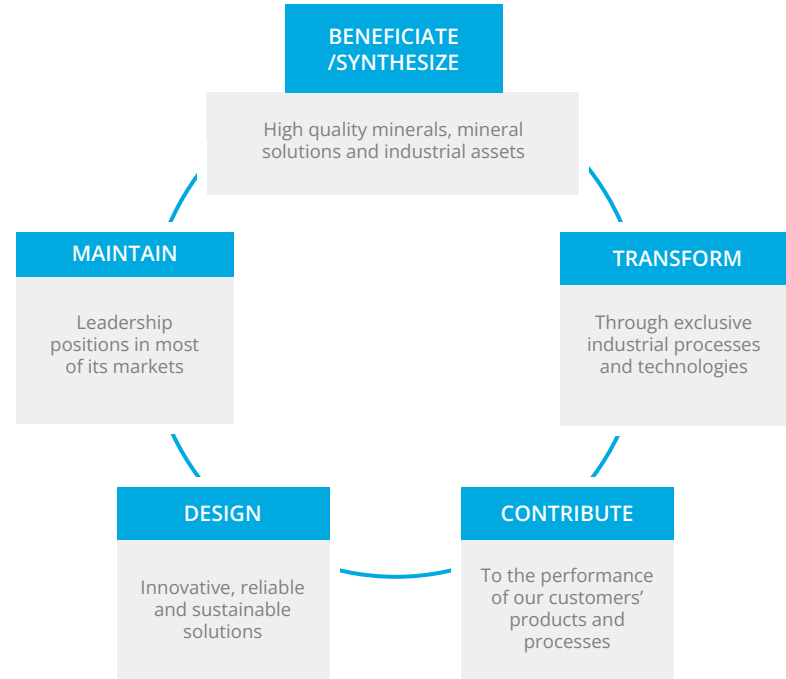 BENEFICIATE
/SYNTHESIZE
High quality minerals, mineral
solutions and industrial assets
MAINTAIN
Leadership
positions in most
of its markets
TRANSFORM
Through exclusive
industrial processes
and technologies
DESIGN
Innovative, reliable
and sustainable
solutions
CONTRIBUTE
To the performance
of our customers’
products and
processes